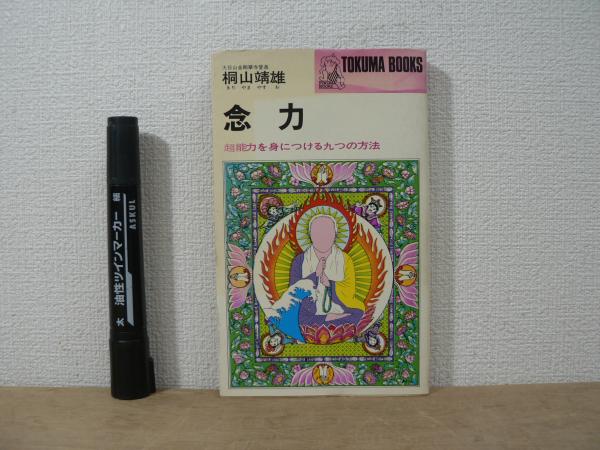 大日山金剛華寺管長
桐山靖雄
きり やま やす お
TOKUMA BOOKS
TOKUMA
BOOKS
念力
超能力を身につける九つの方法
太 油性ツインマーカー 細
ASKUL